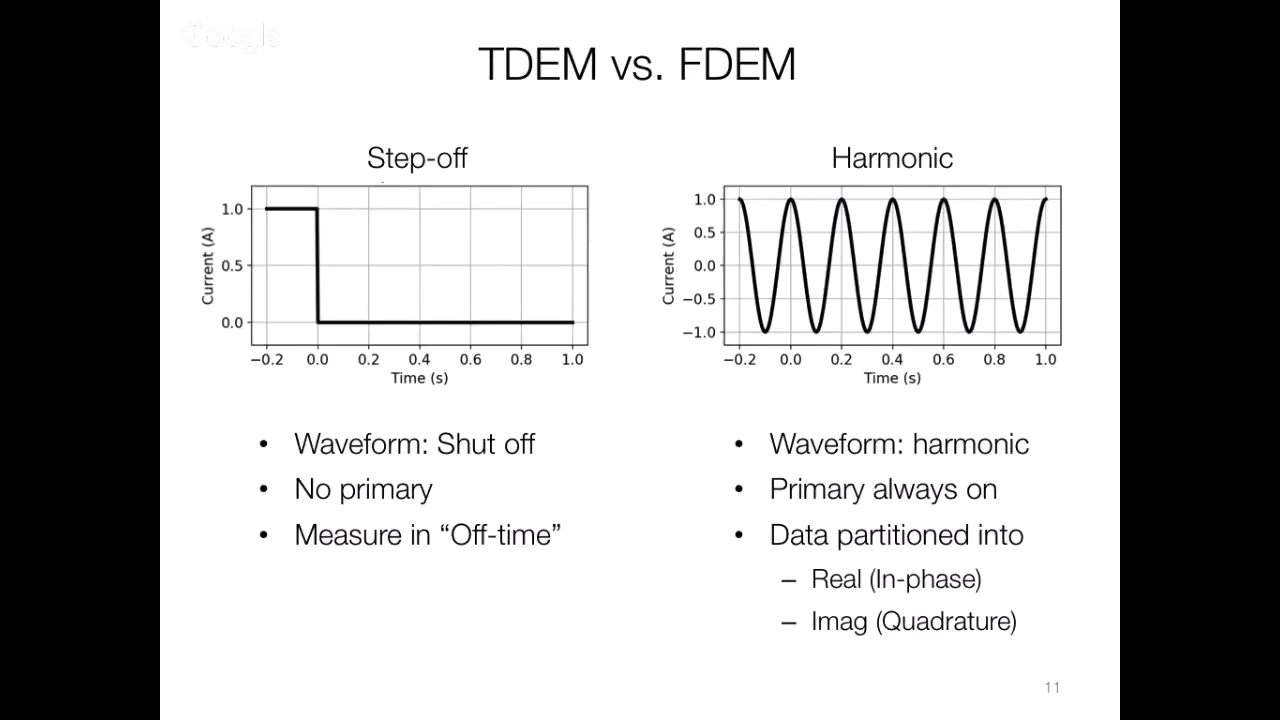 Google
TDEM vs. FDEM
Step-off
1.0
0.5
0.0
Current (A)
−0.2 0.0 0.2 0.4 0.6 0.8 1.0
Time (s)
• Waveform: Shut off
• No primary
• Measure in “Off-time”
Harmonic
1.0
0.5
0.0
−0.5
−1.0
Current (A)
−0.2 0.0 0.2 0.4 0.6 0.8 1.0
Time (s)
• Waveform: harmonic
• Primary always on
• Data partitioned into
– Real (In-phase)
– Imag (Quadrature)
11